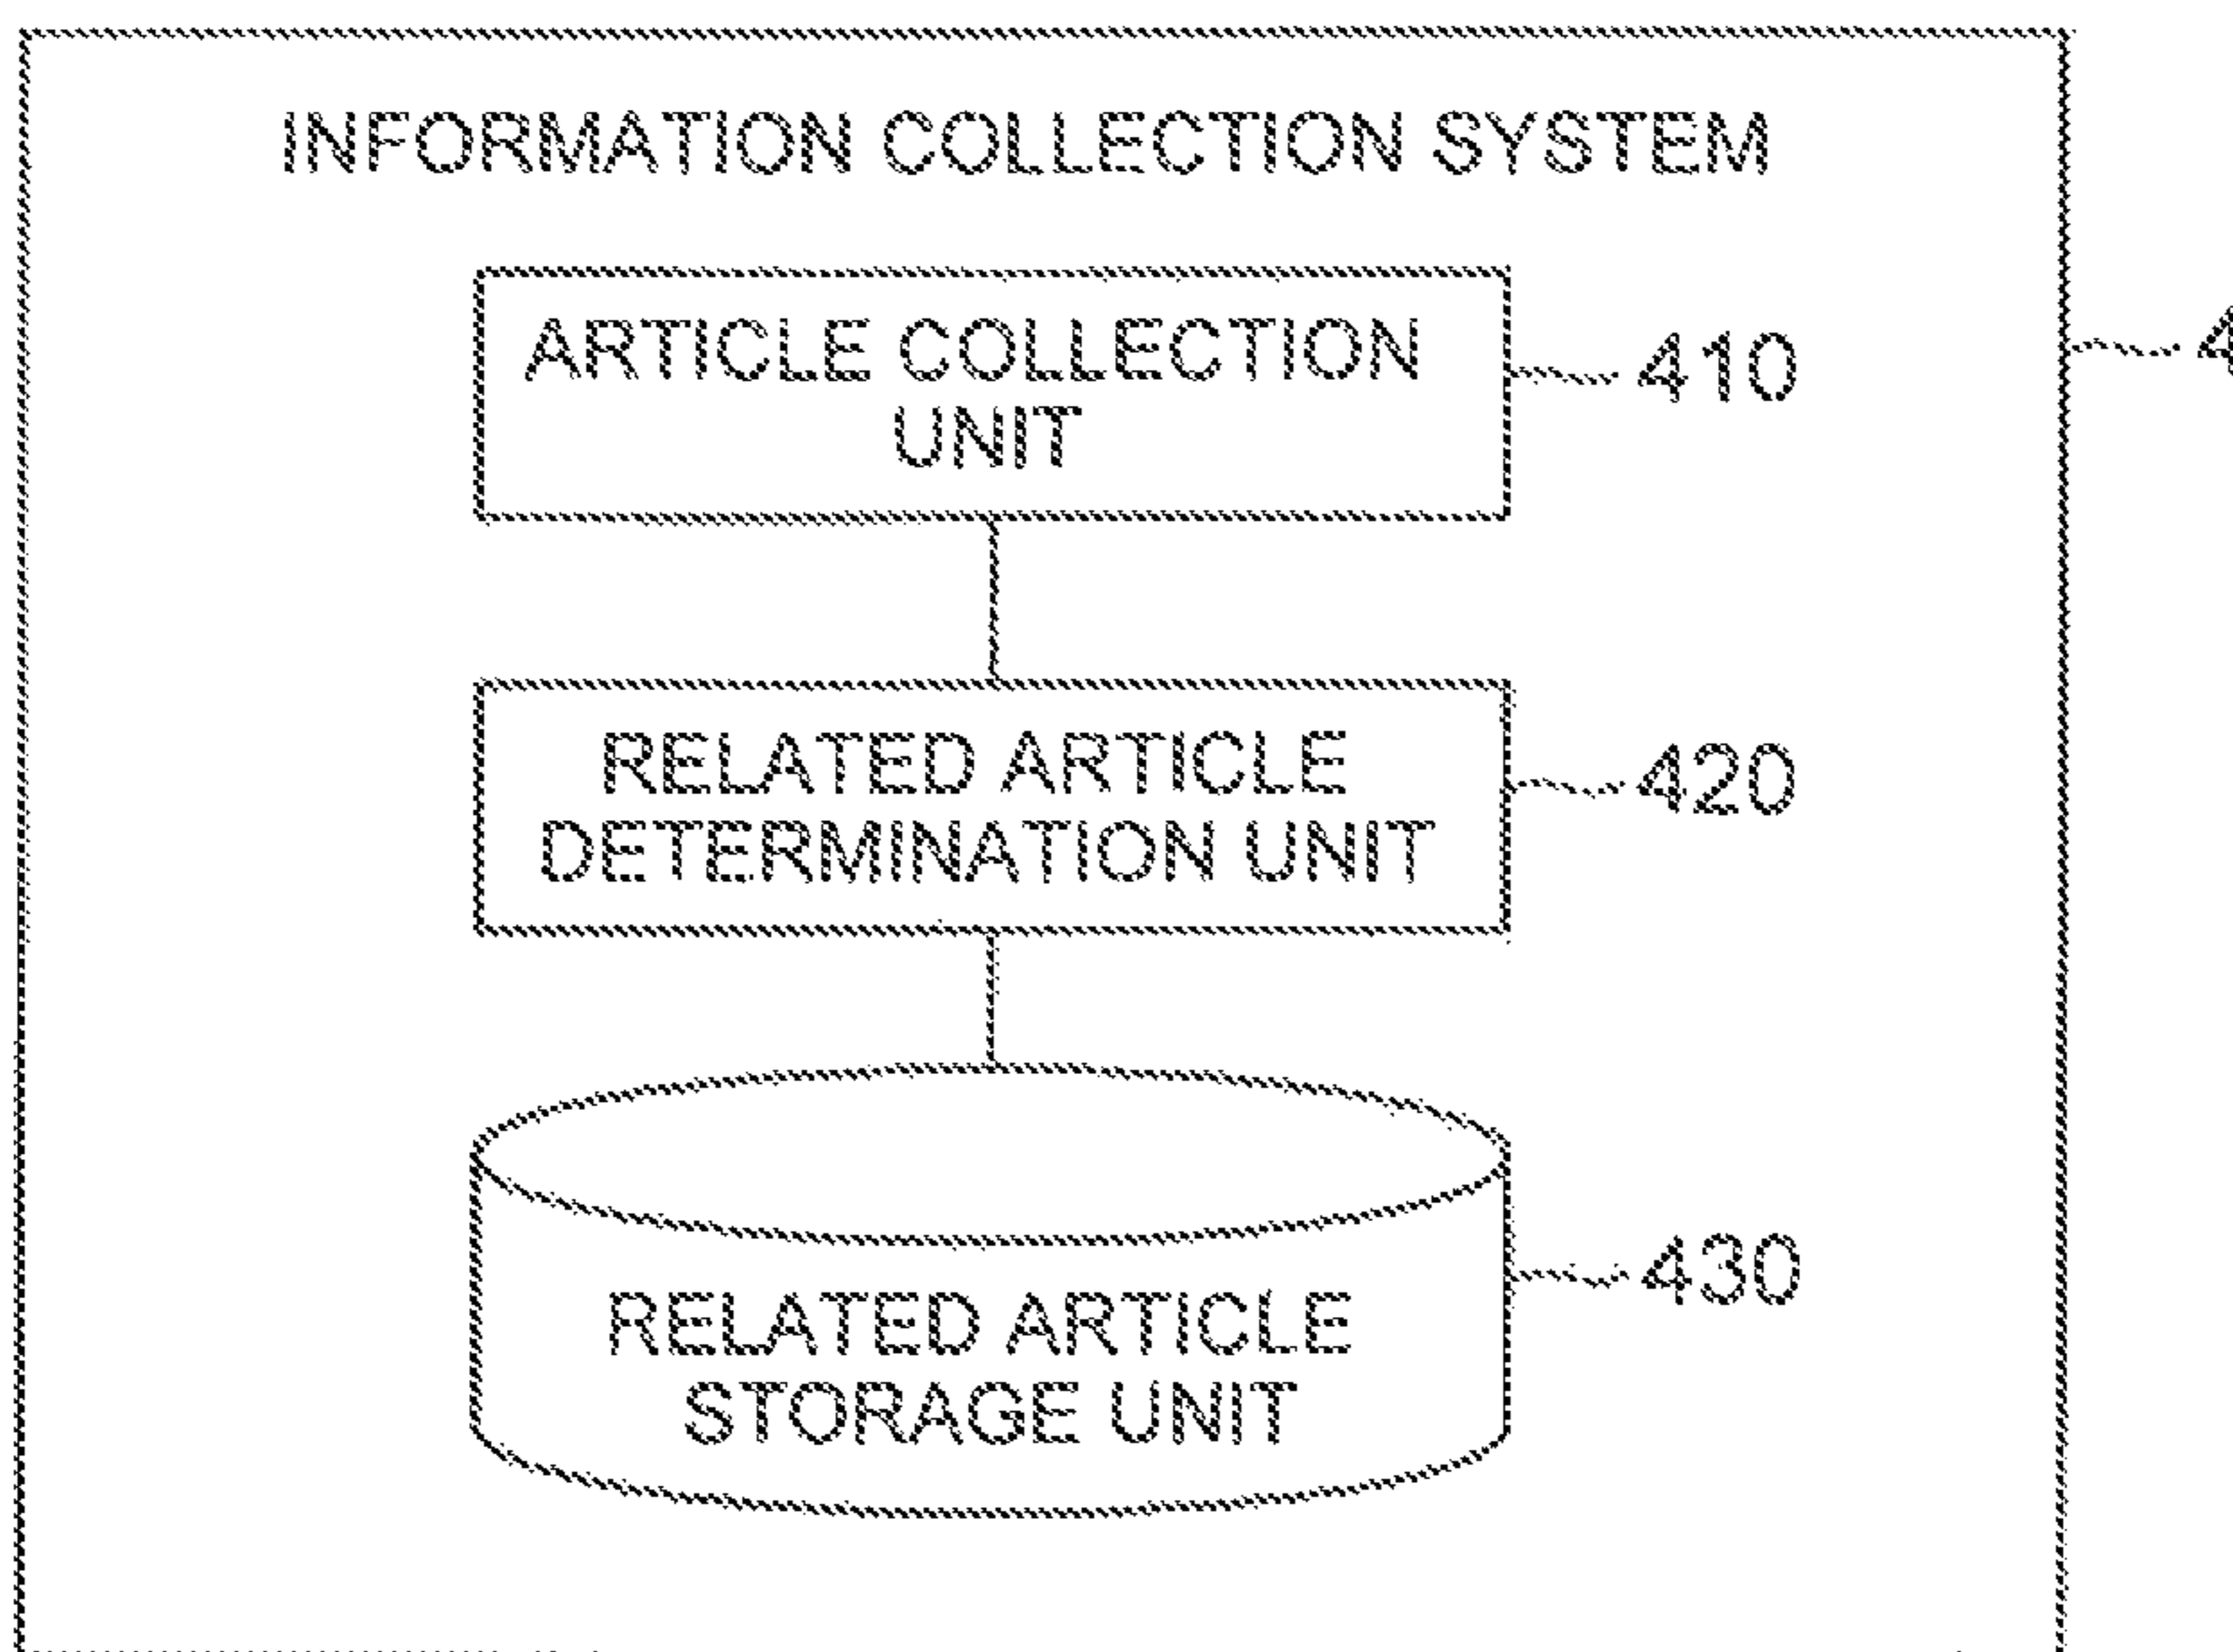 INFORMATION COLLECTION SYSTEM
ARTICLE COLLECTION
UNIT
410
RELATED ARTICLE
DETERMINATION UNIT
420
RELATED ARTICLE
STORAGE UNIT
430